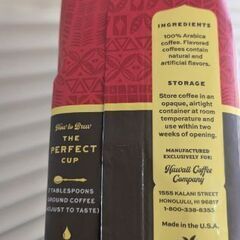 How to Brew
THE
PERFECT
CUP
TABLESPOONS
GROUND COFFEE
ADJUST TO TASTE)
INGREDIENTS
100% Arabica
coffee. Flavored
coffees contain
natural and
artificial flavors.
STORAGE
Store coffee in an
opaque, airtight
container at room
temperature and
use within two
weeks of opening.
MANUFACTURED
EXCLUSIVELY FOR:
Hawaii Coffee
Company
1555 KALANI STREET
HONOLULU, HI 96817
1-800-338-8353
Made in the U.S.A.